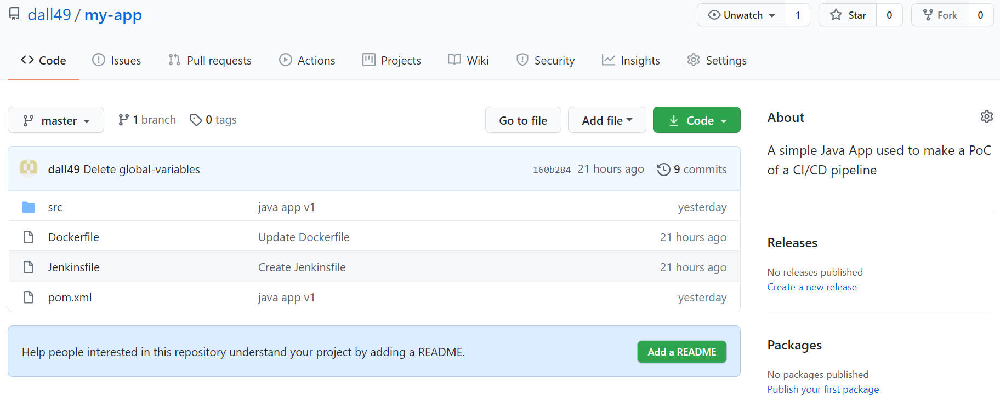 dall49 / my-app
Unwatch 1 Star 0 Fork 0
Code Issues Pull requests Actions Projects Wiki Security Insights Settings
master 1 branch 0 tags Go to file Add file Code
dall49 Delete global-variables 160b284 21 hours ago 9 commits
src java app v1 yesterday
Dockerfile Update Dockerfile 21 hours ago
Jenkinsfile Create Jenkinsfile 21 hours ago
pom.xml java app v1 yesterday
Help people interested in this repository understand your project by adding a README. Add a README
About
A simple Java App used to make a PoC
of a CI/CD pipeline
Releases
No releases published
Create a new release
Packages
No packages published
Publish your first package